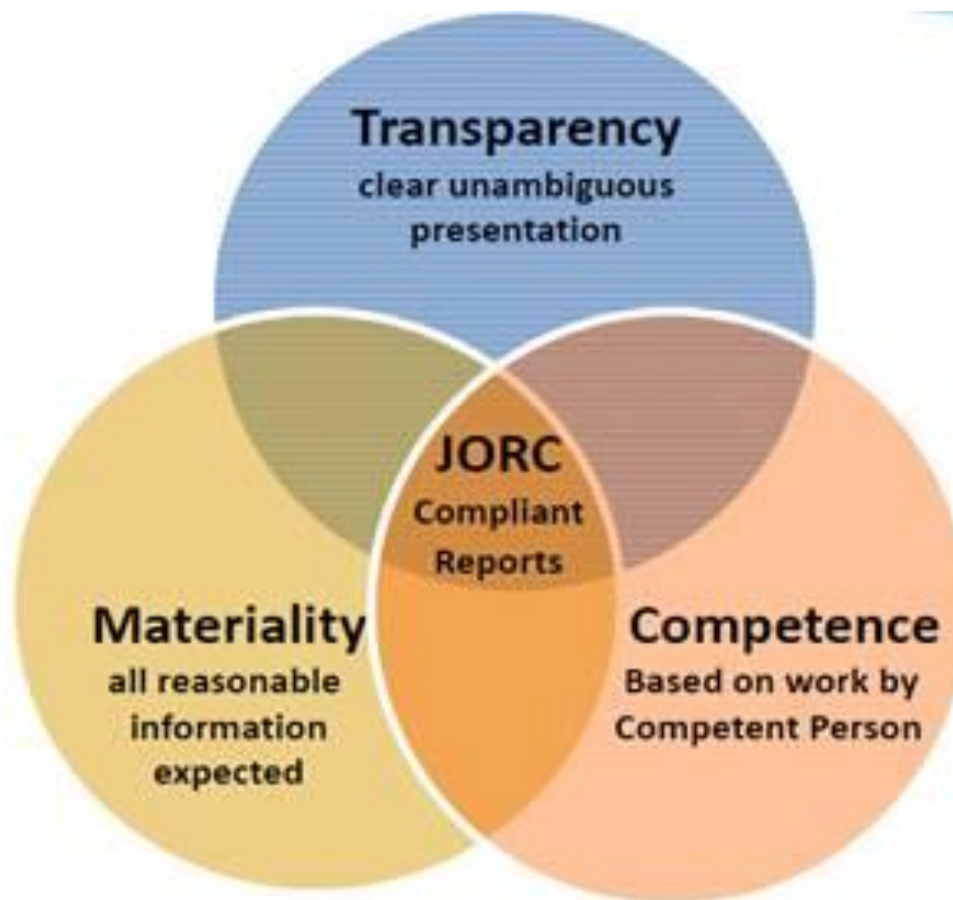 Transparency
clear unambiguous
presentation
JORC
Compliant
Reports
Materiality
all reasonable
information
expected
Competence
Based on work by
Competent Person